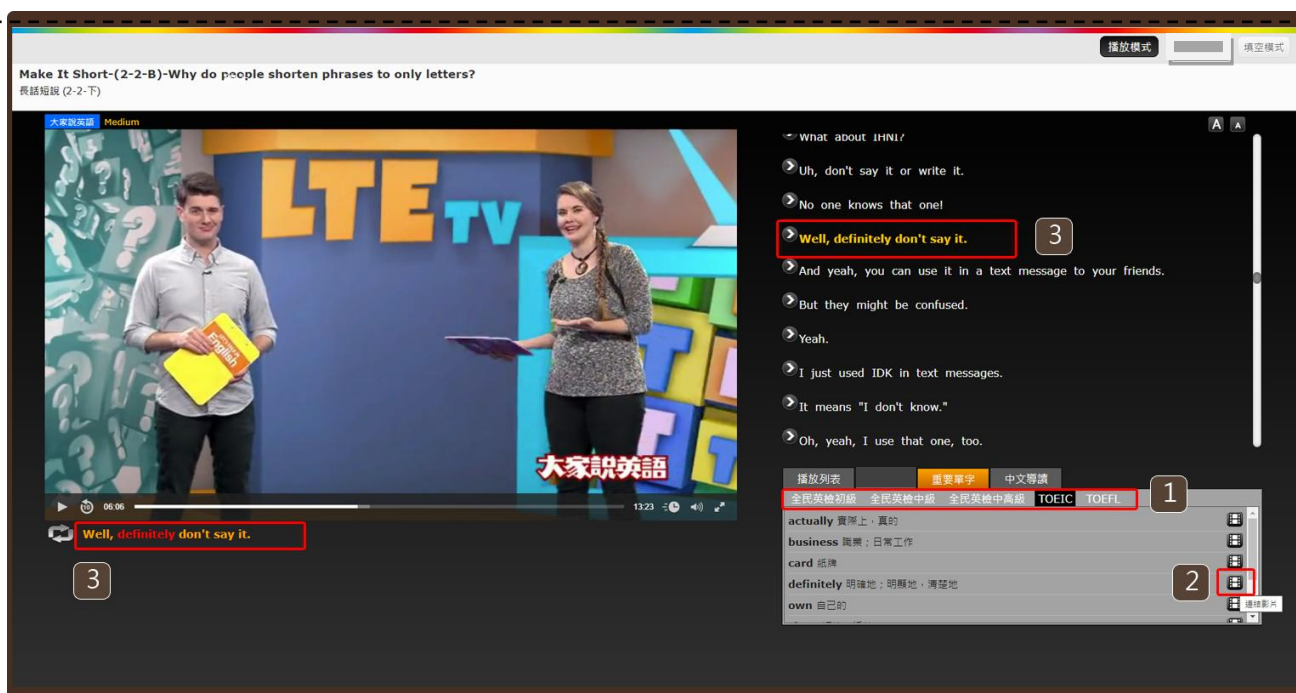 播放模式
填空模式
Make It Short-(2-2-B)-Why do people shorten phrases to only letters?
長話短說 (2-2-下)
大家說英語 Medium
LTE TV
LET'S TALK IN English
大家說英語
06:06
13:23
Well, definitely don't say it.
3
A A
What about IHNI?
Uh, don't say it or write it.
No one knows that one!
Well, definitely don't say it.
3
And yeah, you can use it in a text message to your friends.
But they might be confused.
Yeah.
I just used IDK in text messages.
It means "I don't know."
Oh, yeah, I use that one, too.
播放列表 重要單字 中文導讀
全民英檢初級 全民英檢中級 全民英檢中高級 TOEIC TOEFL
1
actually 實際上，真的
business 職業；日常工作
card 紙牌
definitely 明確地；明顯地，清楚地
2
own 自己的
連結影片